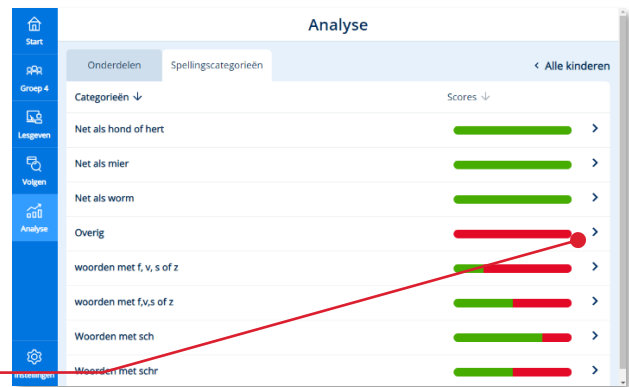 Analyse
Start
Groep 4
Lesgeven
Volgen
Analyse
Instellingen
Onderdelen
Spellingscategorieën
Alle kinderen
Categorieën
Scores
Net als hond of hert
Net als mier
Net als worm
Overig
woorden met f, v, s of z
woorden met f,v,s of z
Woorden met sch
Woorden met schr